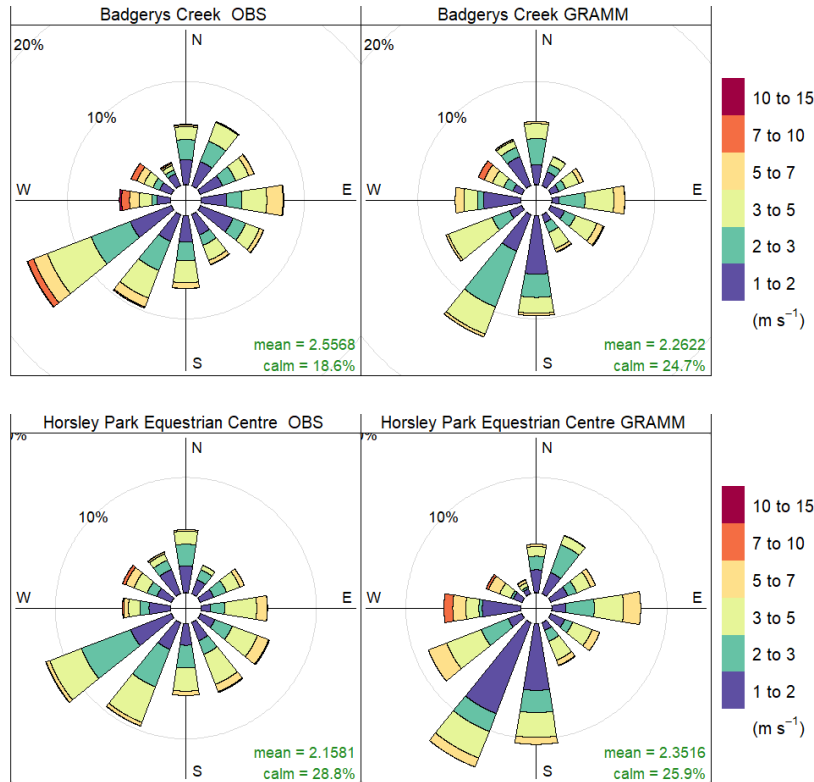 Badgerys Creek OBS
Badgerys Creek GRAMM
20%
10%
N
W
E
S
mean = 2.5568
calm = 18.6%
20%
10%
N
W
E
S
mean = 2.2622
calm = 24.7%
10 to 15
7 to 10
5 to 7
3 to 5
2 to 3
1 to 2
(m s⁻¹)
Horsley Park Equestrian Centre OBS
Horsley Park Equestrian Centre GRAMM
10%
N
W
E
S
mean = 2.1581
calm = 28.8%
10%
N
W
E
S
mean = 2.3516
calm = 25.9%
10 to 15
7 to 10
5 to 7
3 to 5
2 to 3
1 to 2
(m s⁻¹)